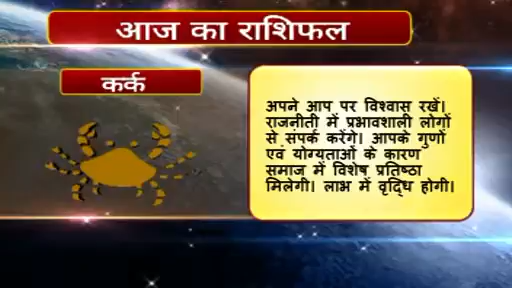 आज का राशिफल
कर्क
अपने आप पर विश्वास रखें।
राजनीती में प्रभावशाली लोगों
से संपर्क करेंगे। आपके गुणों
एवं योग्यताओं के कारण
समाज में विशेष प्रतिष्ठा
मिलेगी। लाभ में वृद्धि होगी।